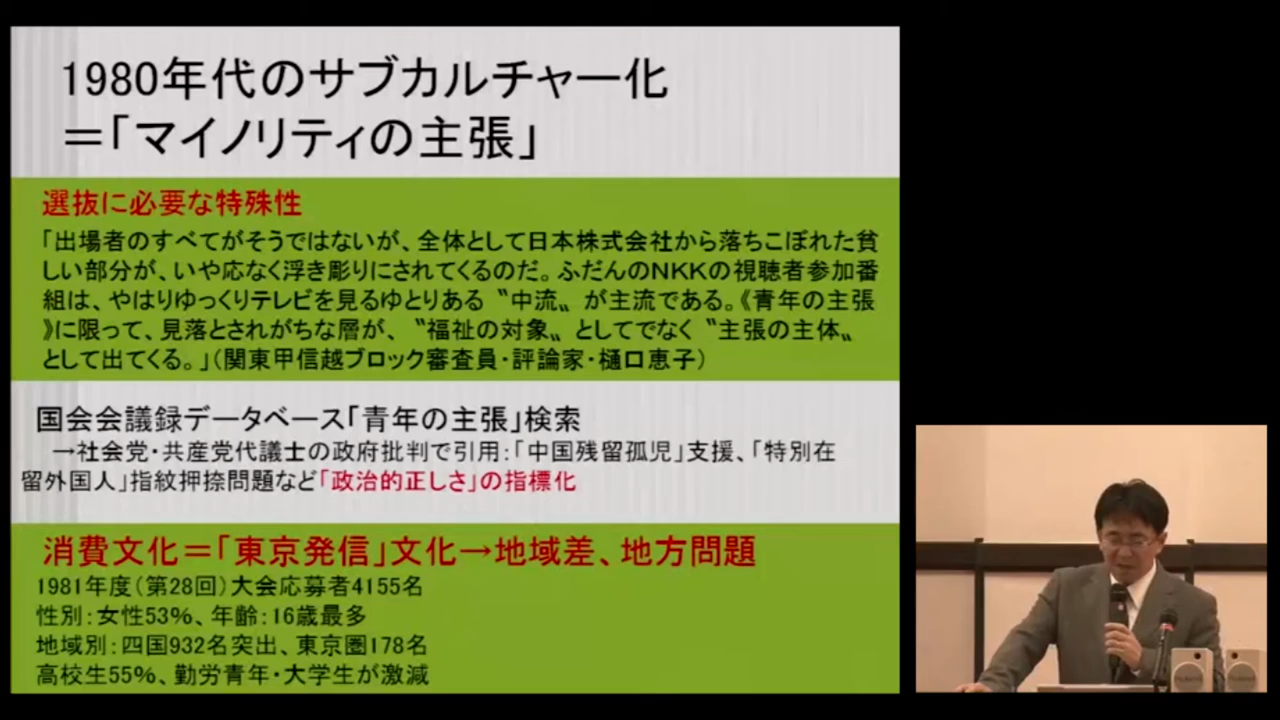 1980年代のサブカルチャー化
＝｢マイノリティの主張｣
選抜に必要な特殊性
｢出場者のすべてがそうではないが、全体として日本株式会社から落ちこぼれた貧
しい部分が、いや応なく浮き彫りにされてくるのだ。ふだんのNKKの視聴者参加番
組は、やはりゆっくりテレビを見るゆとりある〝中流〟が主流である。《青年の主張
》に限って、見落とされがちな層が、〝福祉の対象〟としてでなく〝主張の主体〟
として出てくる。｣（関東甲信越ブロック審査員・評論家・樋口恵子）
国会会議録データベース｢青年の主張｣検索
→社会党・共産党代議士の政府批判で引用：｢中国残留孤児｣支援、｢特別在
留外国人｣指紋押捺問題など｢政治的正しさ｣の指標化
消費文化＝｢東京発信｣文化→地域差、地方問題
1981年度（第28回）大会応募者4155名
性別：女性53%、年齢：16歳最多
地域別：四国932名突出、東京圏178名
高校生55%、勤労青年・大学生が激減